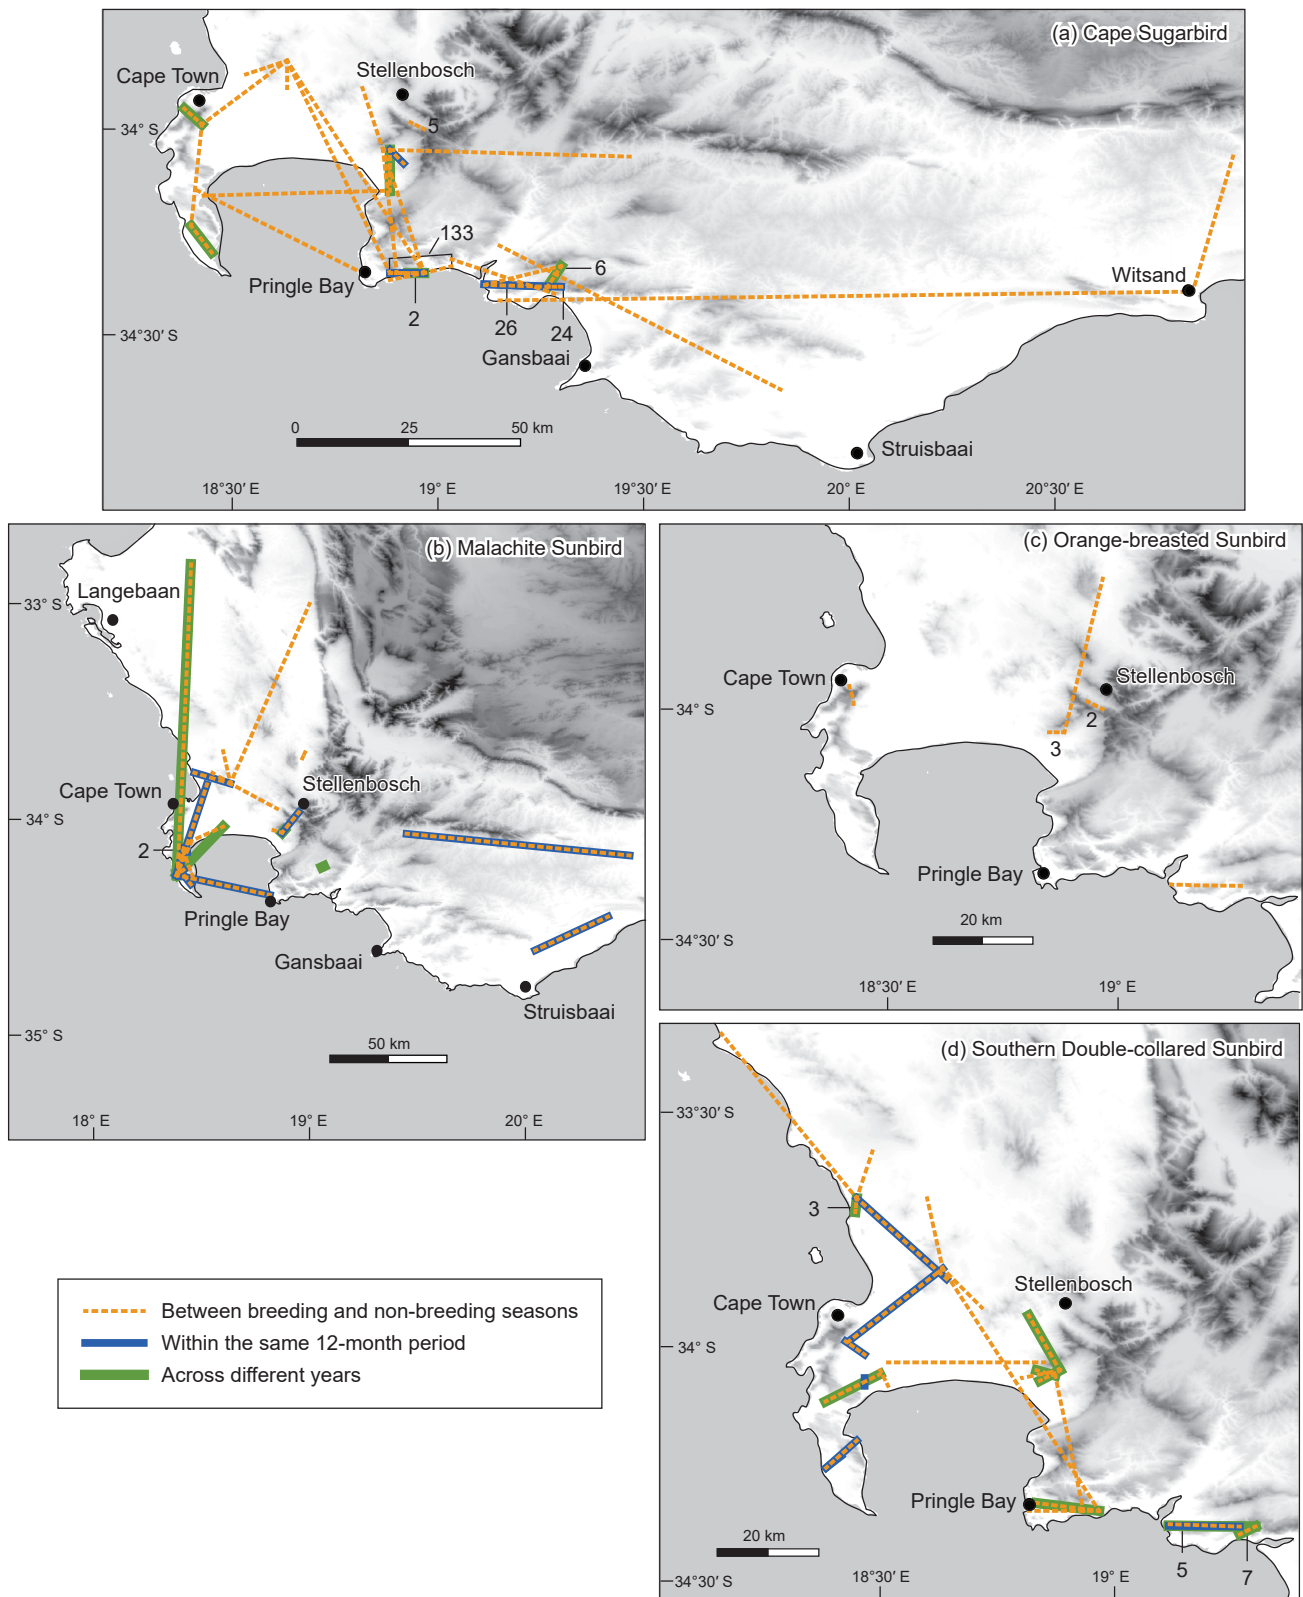 (a) Cape Sugarbird
Cape Town
Stellenbosch
5
34° S
133
6
Pringle Bay
Witsand
2
26
24
34°30′ S
Gansbaai
0 25 50 km
Struisbaai
18°30′ E 19° E 19°30′ E 20° E 20°30′ E
(b) Malachite Sunbird
Langebaan
33° S
Cape Town
Stellenbosch
34° S
2
Pringle Bay
Gansbaai
Struisbaai
35° S
50 km
18° E 19° E 20° E
(c) Orange-breasted Sunbird
Cape Town
Stellenbosch
34° S
2
3
Pringle Bay
20 km
34°30′ S
18°30′ E 19° E
(d) Southern Double-collared Sunbird
33°30′ S
3
Stellenbosch
Cape Town
34° S
Pringle Bay
20 km
5
7
34°30′ S
18°30′ E 19° E
Between breeding and non-breeding seasons
Within the same 12-month period
Across different years